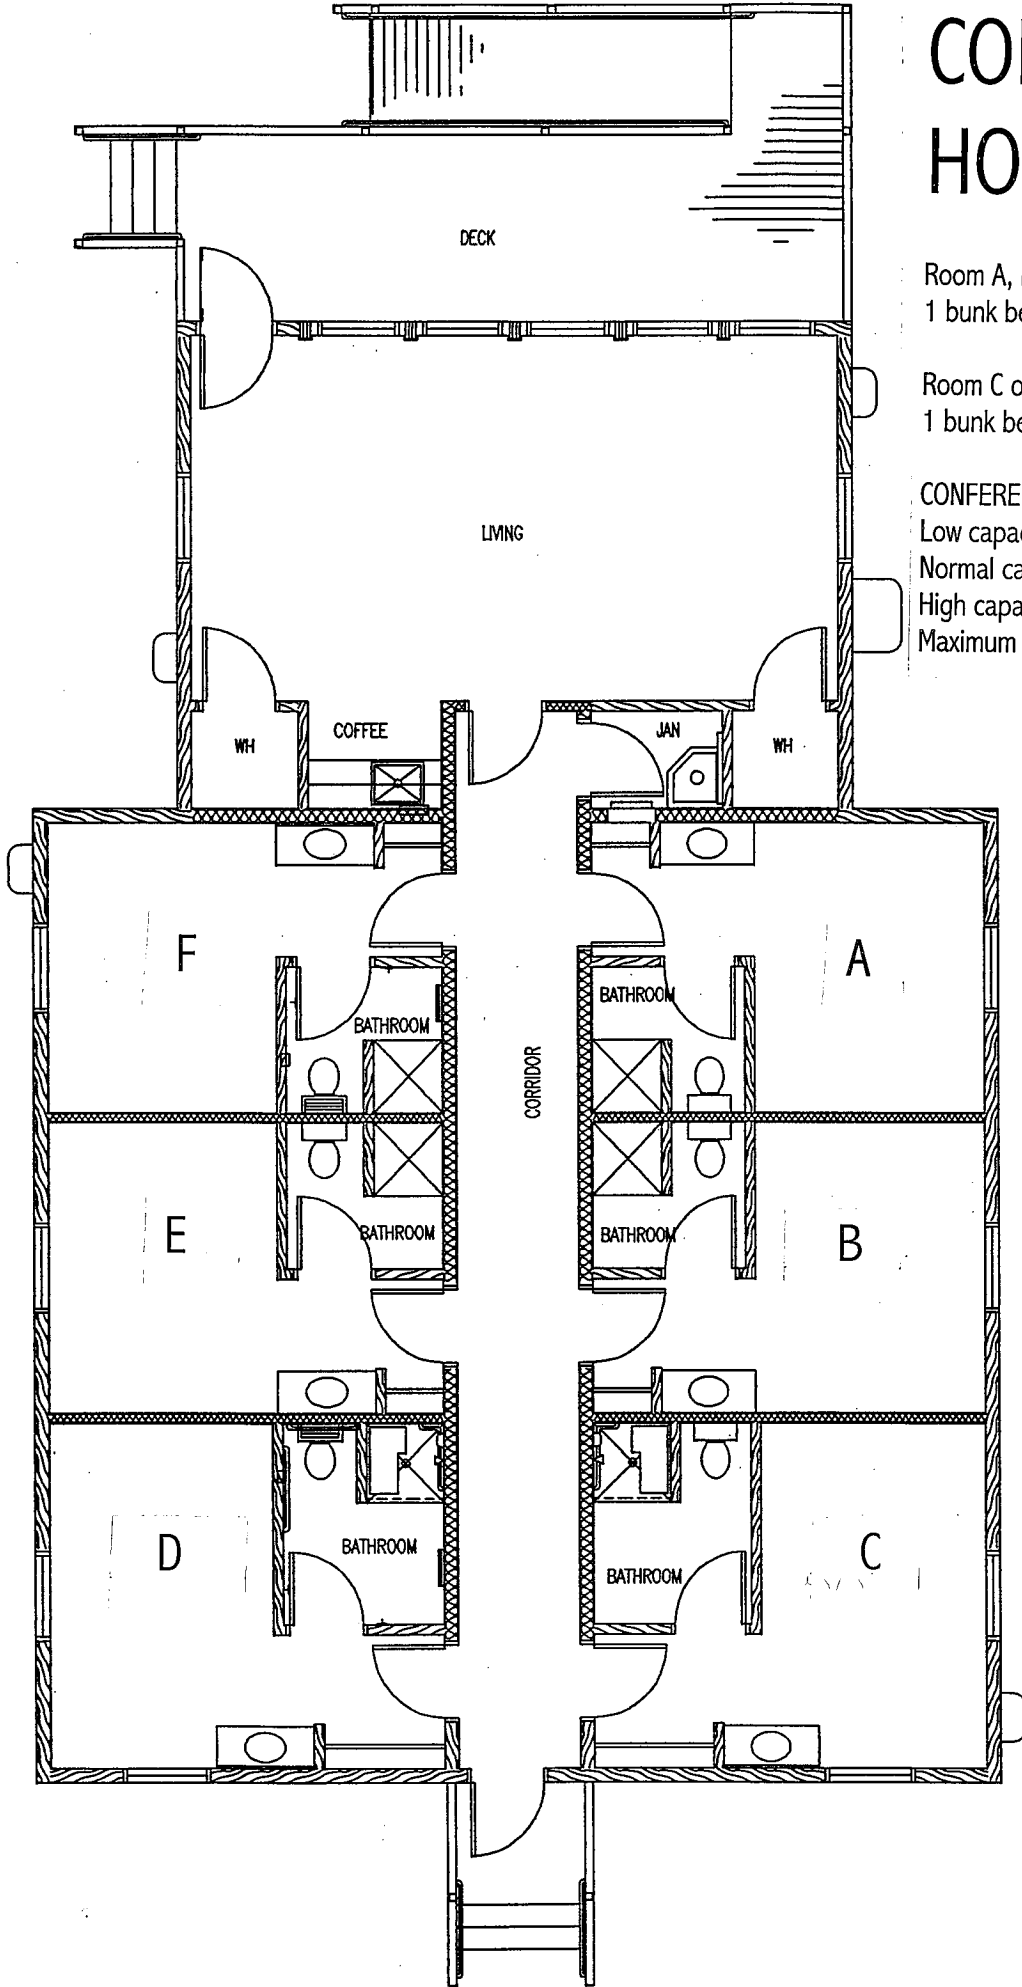 CO
HO
DECK
Room A,
1 bunk be
Room C o
1 bunk be
LIVING
CONFERE
Low capa
Normal ca
High capa
Maximum
WH
COFFEE
JAN
WH
F
A
BATHROOM
BATHROOM
CORRIDOR
E
B
BATHROOM
BATHROOM
D
C
BATHROOM
BATHROOM